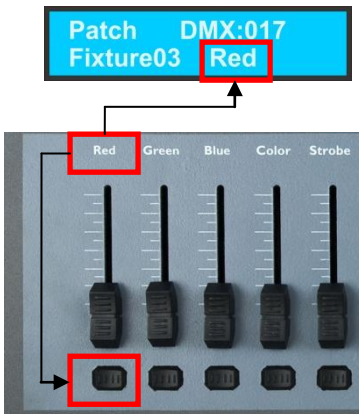 Patch DMX:017
Fixture03 Red
Red Green Blue Color Strobe